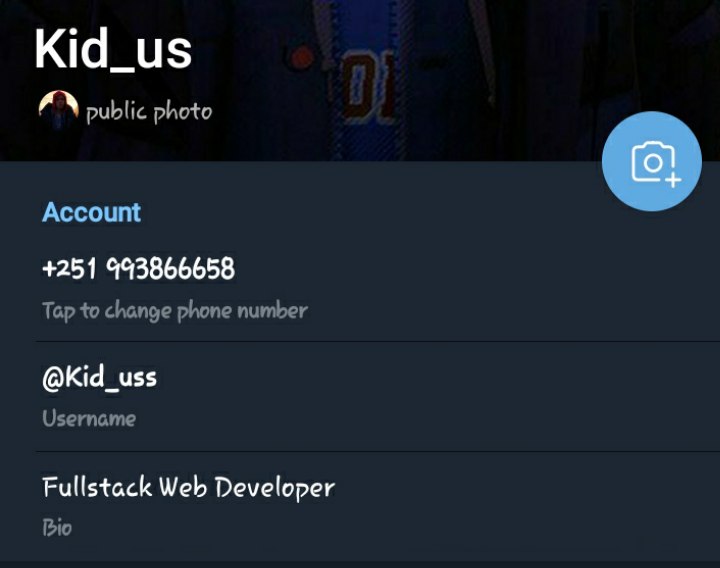 Kid_us
public photo
Account
+251 993866658
Tap to change phone number
@Kid_uss
Username
Fullstack Web Developer
Bio